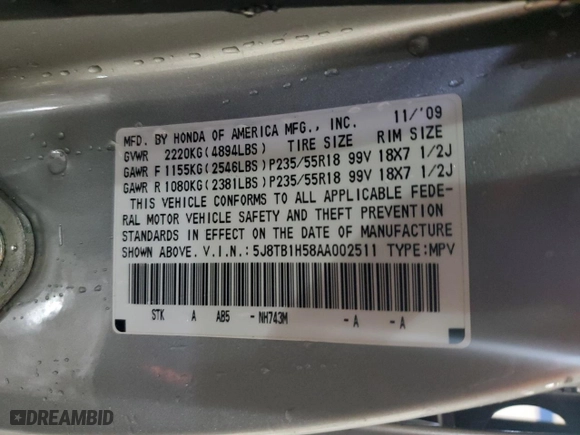 MFD. BY HONDA OF AMERICA MFG., INC. 11/'09
GVWR 2220KG(4894LBS) TIRE SIZE RIM SIZE
GAWR F 1155KG(2546LBS)P235/55R18 99V 18X7 1/2J
GAWR R 1080KG(2381LBS)P235/55R18 99V 18X7 1/2J
THIS VEHICLE CONFORMS TO ALL APPLICABLE FEDE-
RAL MOTOR VEHICLE SAFETY AND THEFT PREVENTION
STANDARDS IN EFFECT ON THE DATE OF MANUFACTURE
SHOWN ABOVE. V.I.N.:5J8TB1H58AA002511 TYPE:MPV
STK A AB5 - NH743M -A -A
DREAMBID